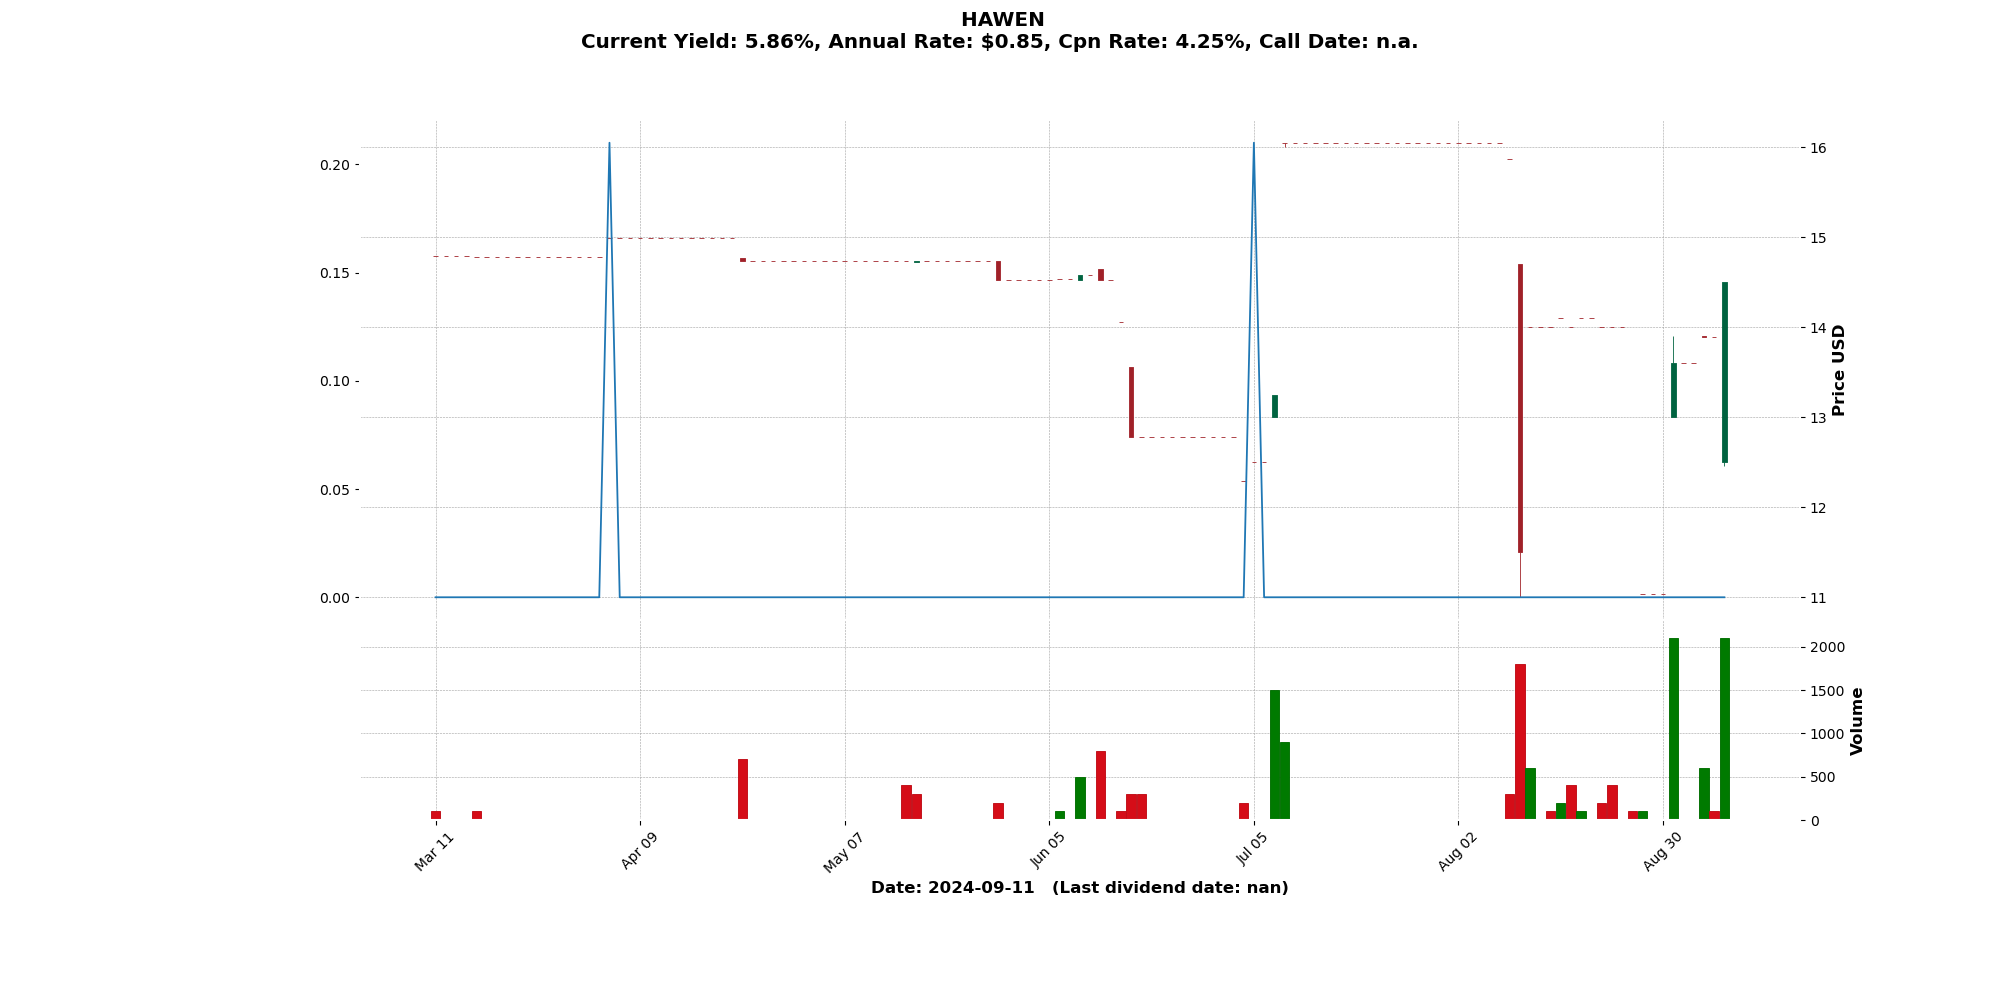 HAWEN
Current Yield: 5.86%, Annual Rate: $0.85, Cpn Rate: 4.25%, Call Date: n.a.
0.20
0.15
0.10
0.05
0.00
16
15
14
13
12
11
Price USD
2000
1500
1000
500
0
Volume
Mar 11
Apr 09
May 07
Jun 05
Jul 05
Aug 02
Aug 30
Date: 2024-09-11   (Last dividend date: nan)